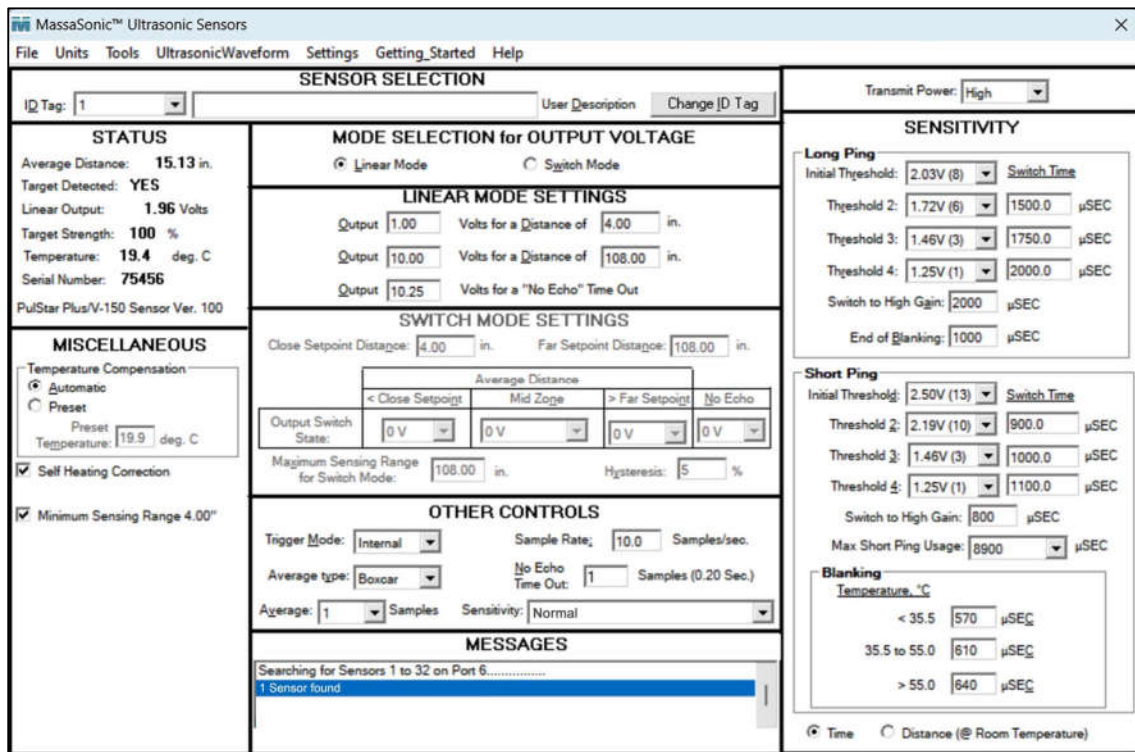 MassaSonic™ Ultrasonic Sensors
File Units Tools UltrasonicWaveform Settings Getting_Started Help
SENSOR SELECTION
ID Tag: 1 User Description Change ID Tag
STATUS
Average Distance: 15.13 in.
Target Detected: YES
Linear Output: 1.96 Volts
Target Strength: 100 %
Temperature: 19.4 deg. C
Serial Number: 75456
PulStar Plus/V-150 Sensor Ver. 100
MISCELLANEOUS
Temperature Compensation
Automatic
Preset
Preset
Temperature: 19.9 deg. C
Self Heating Correction
Minimum Sensing Range 4.00"
MODE SELECTION for OUTPUT VOLTAGE
Linear Mode Switch Mode
LINEAR MODE SETTINGS
Output 1.00 Volts for a Distance of 4.00 in.
Output 10.00 Volts for a Distance of 108.00 in.
Output 10.25 Volts for a "No Echo" Time Out
SWITCH MODE SETTINGS
Close Setpoint Distance: 4.00 in. Far Setpoint Distance: 108.00 in.
Average Distance
< Close Setpoint Mid Zone > Far Setpoint No Echo
Output Switch
State: 0 V 0 V 0 V 0 V
Maximum Sensing Range
for Switch Mode: 108.00 in. Hysteresis: 5 %
OTHER CONTROLS
Trigger Mode: Internal Sample Rate: 10.0 Samples/sec.
Average type: Boxcar No Echo
Time Out: 1 Samples (0.20 Sec.)
Average: 1 Samples Sensitivity: Normal
MESSAGES
Searching for Sensors 1 to 32 on Port 6................
1 Sensor found
Transmit Power: High
SENSITIVITY
Long Ping
Initial Threshold: 2.03V (8) Switch Time
Threshold 2: 1.72V (6) 1500.0 µSEC
Threshold 3: 1.46V (3) 1750.0 µSEC
Threshold 4: 1.25V (1) 2000.0 µSEC
Switch to High Gain: 2000 µSEC
End of Blanking: 1000 µSEC
Short Ping
Initial Threshold: 2.50V (13) Switch Time
Threshold 2: 2.19V (10) 900.0 µSEC
Threshold 3: 1.46V (3) 1000.0 µSEC
Threshold 4: 1.25V (1) 1100.0 µSEC
Switch to High Gain: 800 µSEC
Max Short Ping Usage: 8900 µSEC
Blanking
Temperature, °C
< 35.5 570 µSEC
35.5 to 55.0 610 µSEC
> 55.0 640 µSEC
Time Distance (@ Room Temperature)